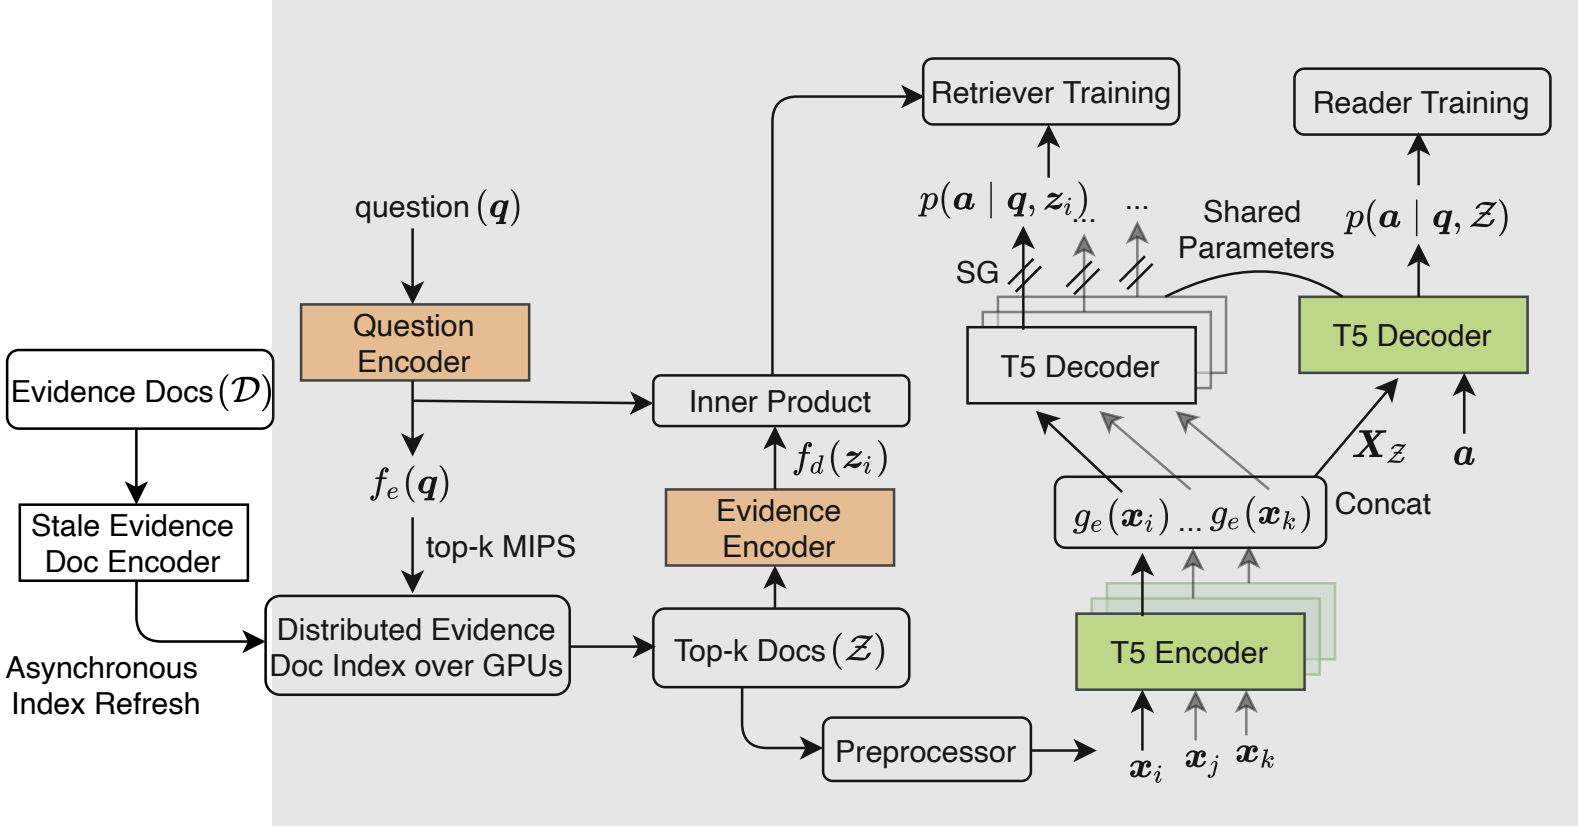 Retriever Training
Reader Training
p(a | q, z_i)
...
...
Shared
Parameters
p(a | q, 𝒵)
question (q)
SG
Question
Encoder
T5 Decoder
T5 Decoder
Evidence Docs (𝒟)
Inner Product
f_d(z_i)
X_𝒵
a
f_e(q)
Evidence
Encoder
g_e(x_i) ... g_e(x_k)
Concat
Stale Evidence
Doc Encoder
top-k MIPS
Distributed Evidence
Doc Index over GPUs
Top-k Docs (𝒵)
T5 Encoder
Asynchronous
Index Refresh
Preprocessor
x_i x_j x_k